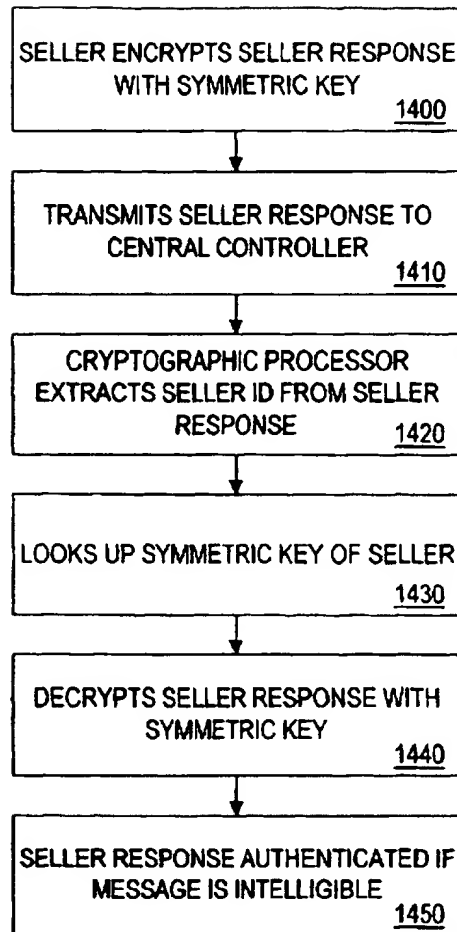 SELLER ENCRYPTS SELLER RESPONSE
WITH SYMMETRIC KEY
1400
TRANSMITS SELLER RESPONSE TO
CENTRAL CONTROLLER
1410
CRYPTOGRAPHIC PROCESSOR
EXTRACTS SELLER ID FROM SELLER
RESPONSE
1420
LOOKS UP SYMMETRIC KEY OF SELLER
1430
DECRYPTS SELLER RESPONSE WITH
SYMMETRIC KEY
1440
SELLER RESPONSE AUTHENTICATED IF
MESSAGE IS INTELLIGIBLE
1450